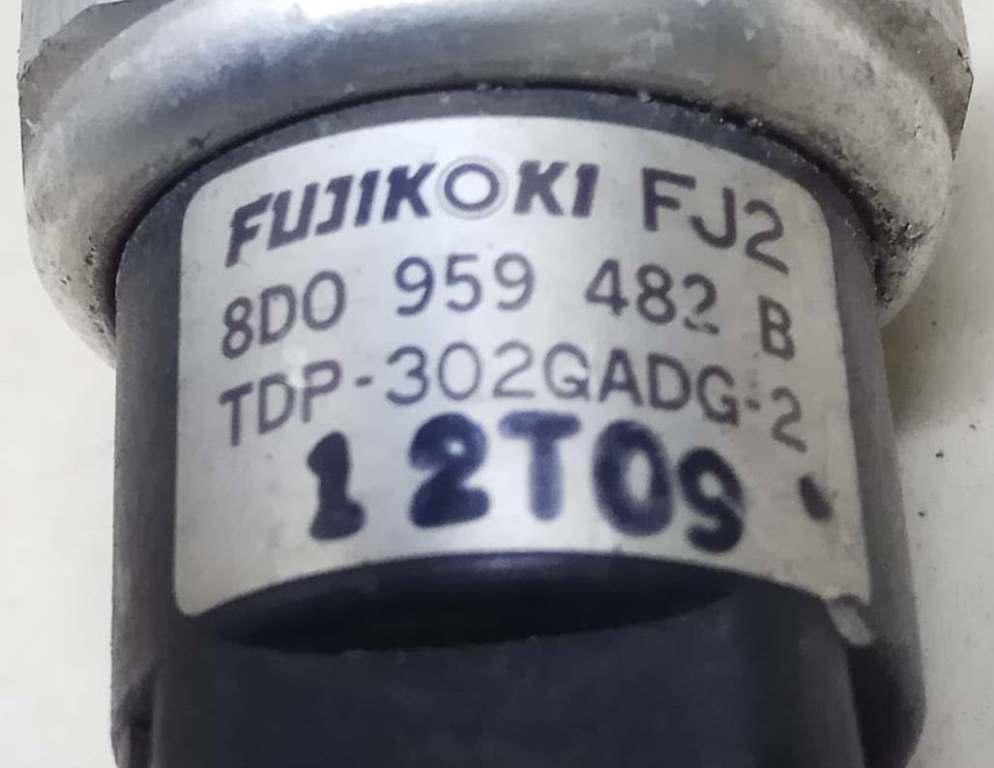 FUJIKOKI FJ2
8D0 959 482 B
TDP-302GADG-2
12T09